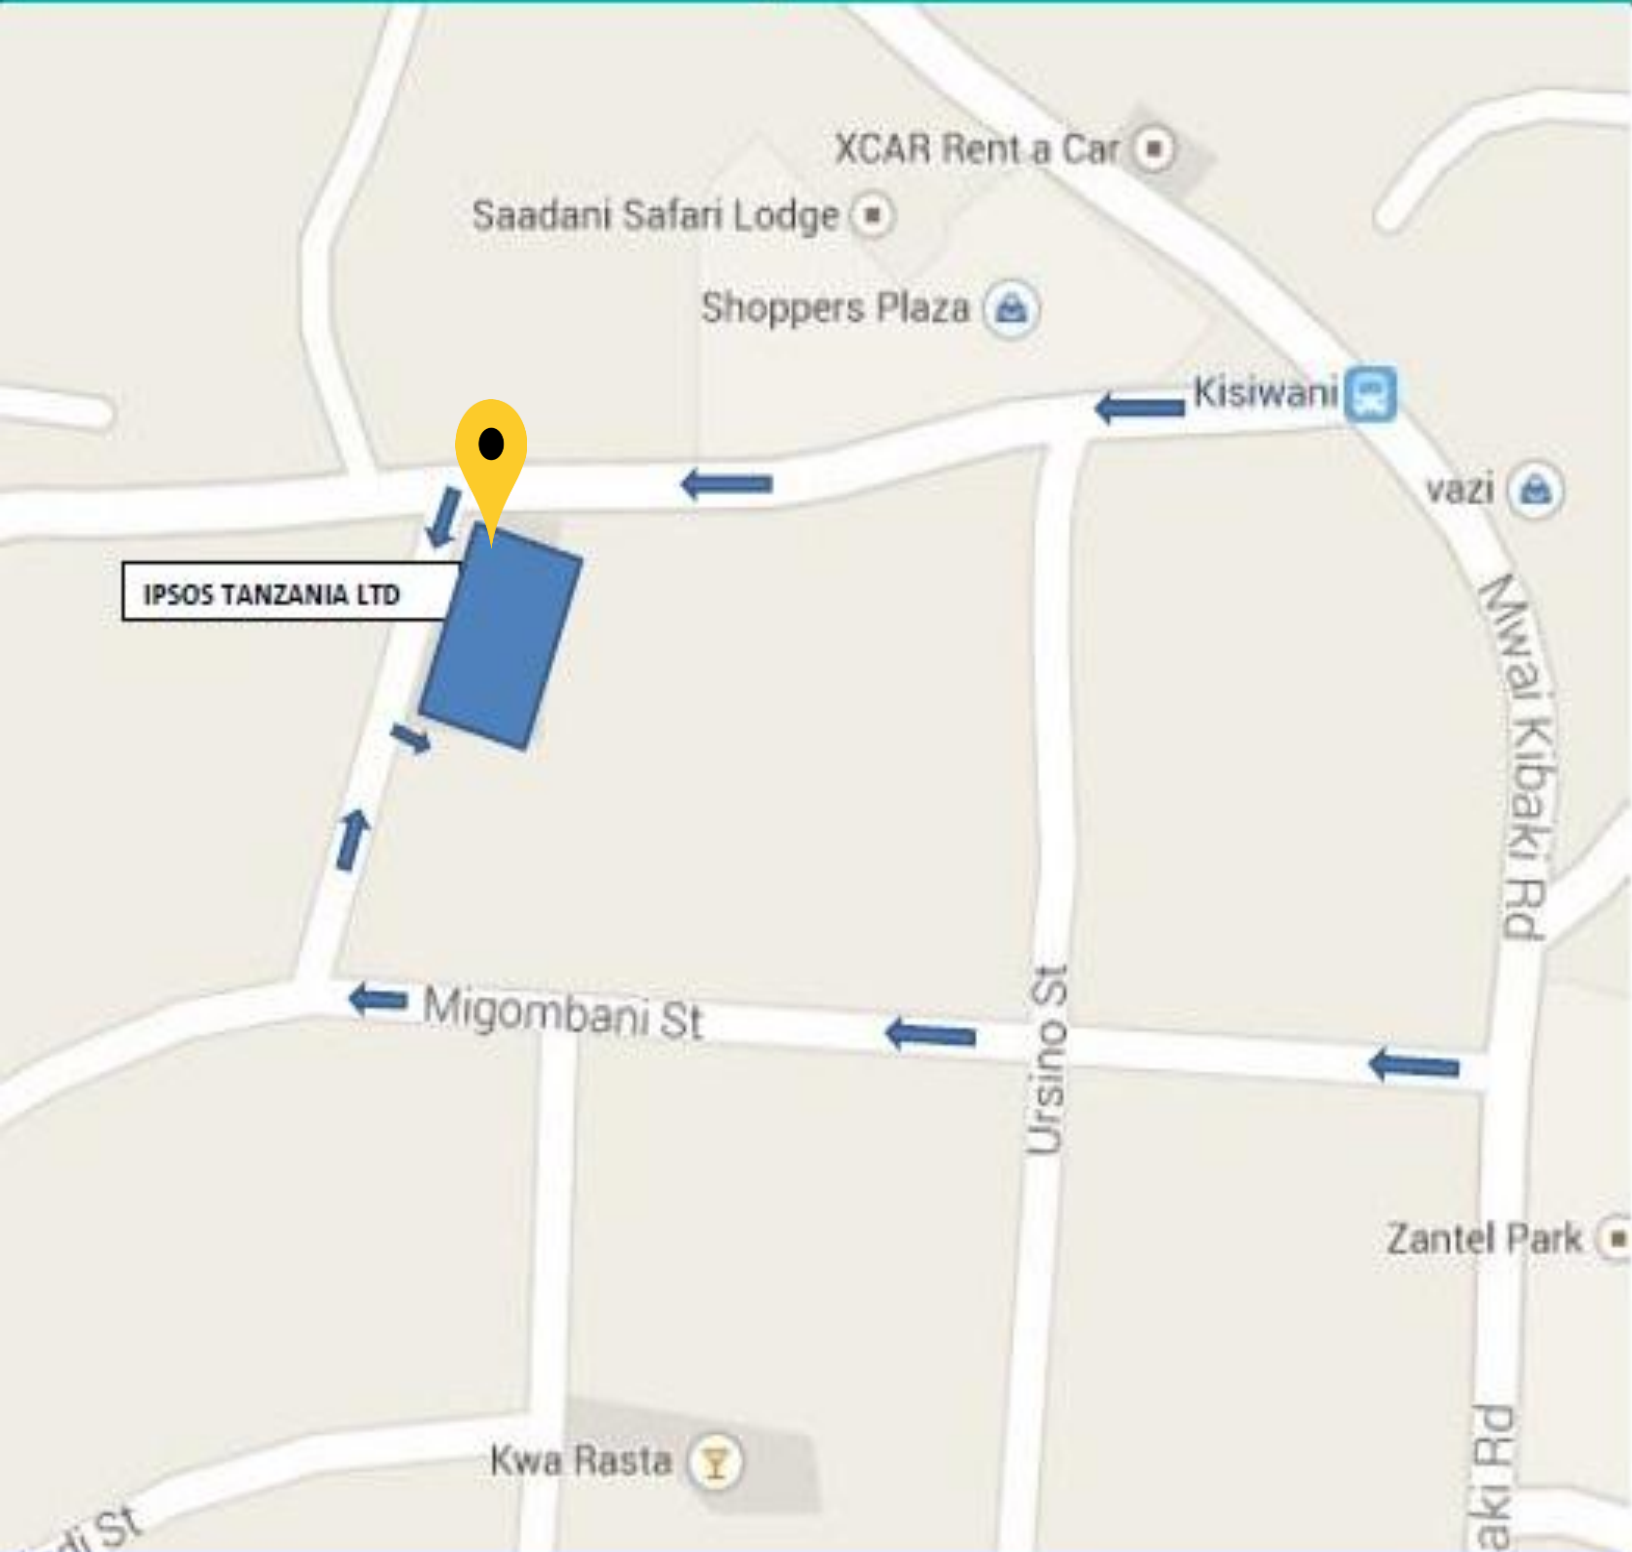 XCAR Rent a Car
Saadani Safari Lodge
Shoppers Plaza
Kisiwani
vazi
IPSOS TANZANIA LTD
Mwai Kibaki Rd
Migombani St
Ursino St
Zantel Park
Kwa Rasta
aki Rd
di St